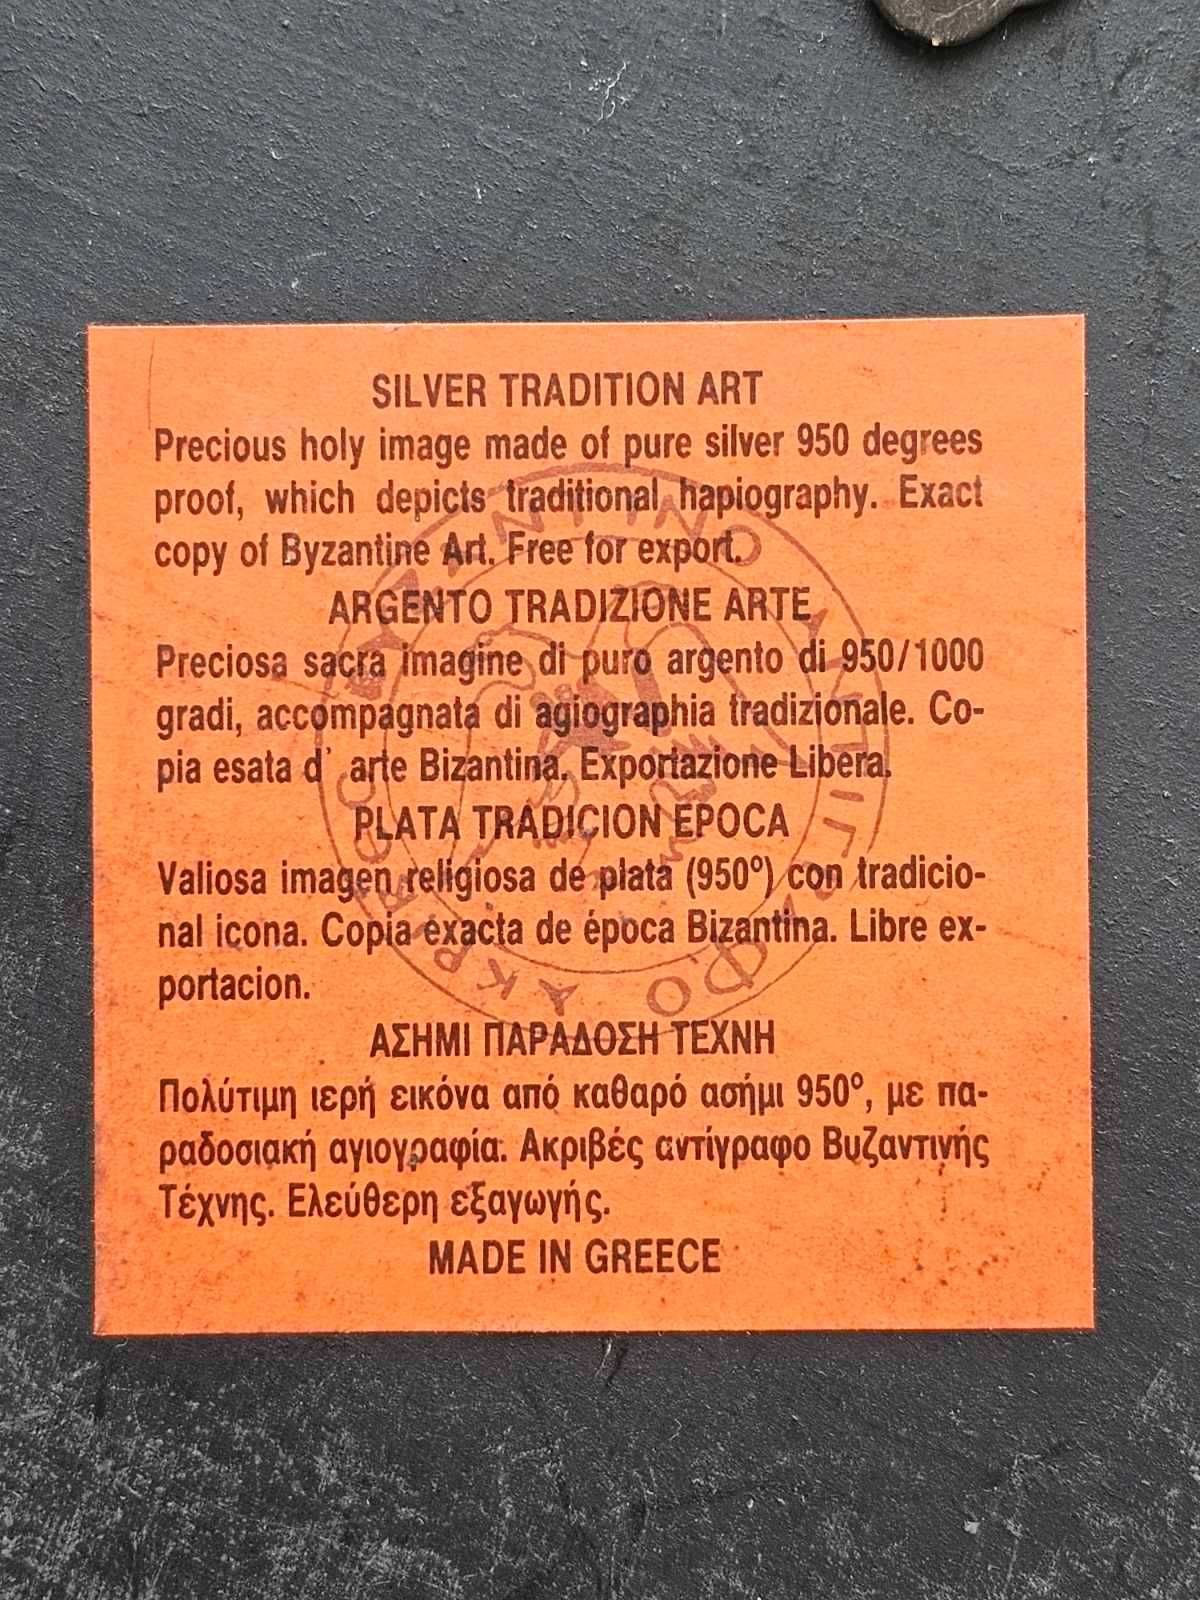 SILVER TRADITION ART
Precious holy image made of pure silver 950 degrees
proof, which depicts traditional hapiography. Exact
copy of Byzantine Art. Free for export.
ARGENTO TRADIZIONE ARTE
Preciosa sacra imagine di puro argento di 950/1000
gradi, accompagnata di agiographia tradizionale. Co-
pia esata d' arte Bizantina. Exportazione Libera.
PLATA TRADICION EPOCA
Valiosa imagen religiosa de plata (950°) con tradicio-
nal icona. Copia exacta de época Bizantina. Libre ex-
portacion.
ΑΣΗΜΙ ΠΑΡΑΔΟΣΗ ΤΕΧΝΗ
Πολύτιμη ιερή εικόνα από καθαρό ασήμι 950°, με πα-
ραδοσιακή αγιογραφία. Ακριβές αντίγραφο Βυζαντινής
Τέχνης. Ελεύθερη εξαγωγής.
MADE IN GREECE
ΑΚΡΙΒΕΣ ΒΥΖΑΝΤΙΝΟ ΑΝΤΙΓΡΑΦΟ